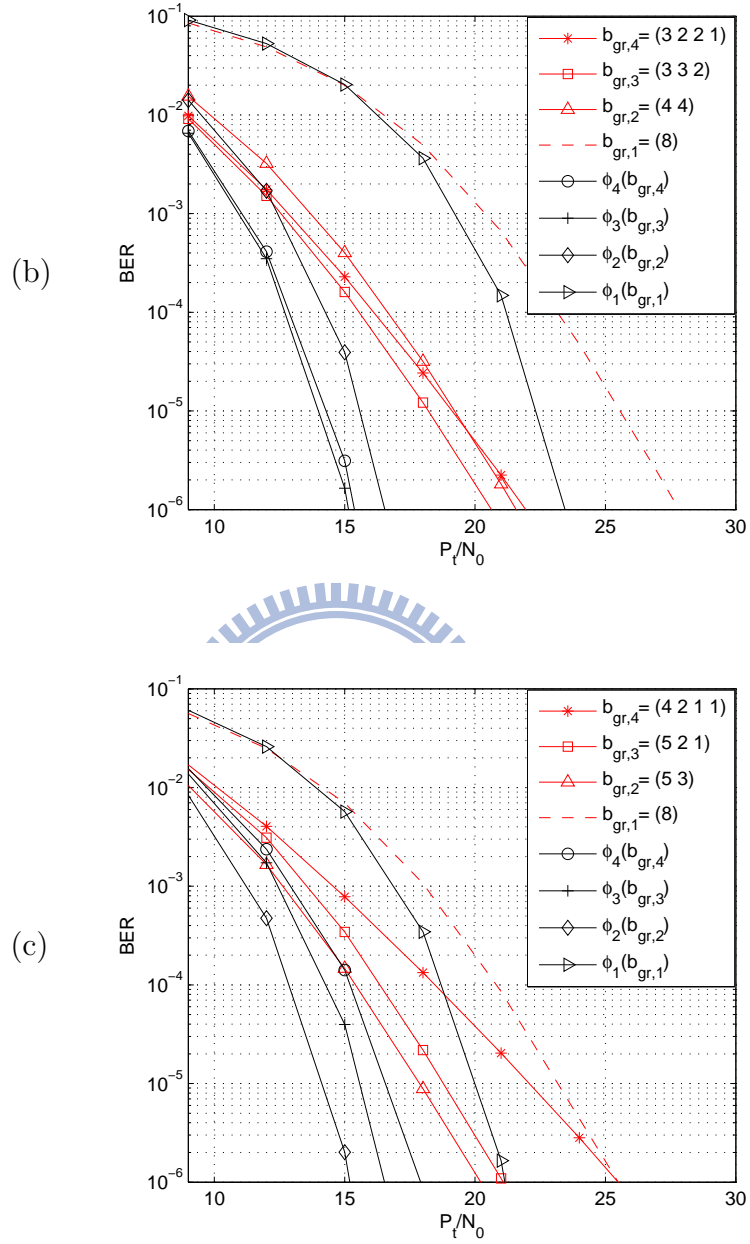 (b)
BER
10⁻¹
10⁻²
10⁻³
10⁻⁴
10⁻⁵
10⁻⁶
10 15 20 25 30
P_t/N_0
b_gr,4= (3 2 2 1)
b_gr,3= (3 3 2)
b_gr,2= (4 4)
b_gr,1= (8)
ϕ_4(b_gr,4)
ϕ_3(b_gr,3)
ϕ_2(b_gr,2)
ϕ_1(b_gr,1)
(c)
BER
10⁻¹
10⁻²
10⁻³
10⁻⁴
10⁻⁵
10⁻⁶
10 15 20 25 30
P_t/N_0
b_gr,4= (4 2 1 1)
b_gr,3= (5 2 1)
b_gr,2= (5 3)
b_gr,1= (8)
ϕ_4(b_gr,4)
ϕ_3(b_gr,3)
ϕ_2(b_gr,2)
ϕ_1(b_gr,1)